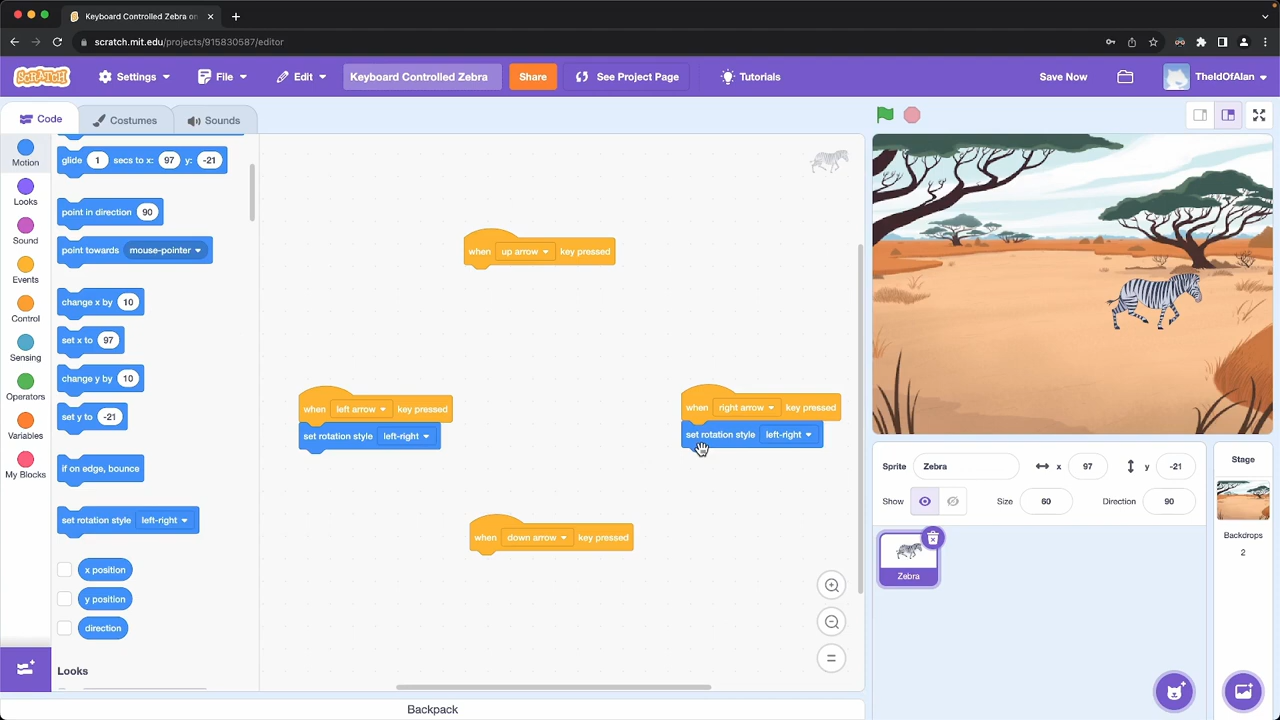 Keyboard Controlled Zebra on
scratch.mit.edu/projects/915830587/editor
SCRATCH Settings File Edit Keyboard Controlled Zebra Share See Project Page Tutorials Save Now TheIdOfAlan
Code Costumes Sounds
Motion
Looks
Sound
Events
Control
Sensing
Operators
Variables
My Blocks
glide 1 secs to x: 97 y: -21
point in direction 90
point towards mouse-pointer
change x by 10
set x to 97
change y by 10
set y to -21
if on edge, bounce
set rotation style left-right
x position
y position
direction
Looks
when up arrow key pressed
when left arrow key pressed
set rotation style left-right
when right arrow key pressed
set rotation style left-right
when down arrow key pressed
Backpack
Sprite Zebra x 97 y -21
Show Size 60 Direction 90
Zebra
Stage
Backdrops
2